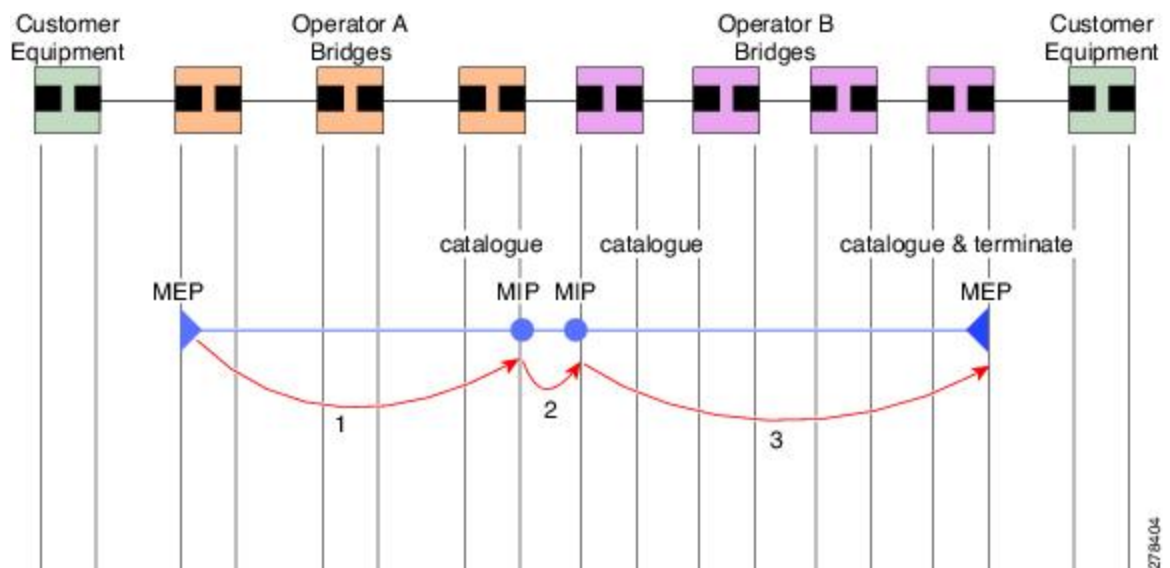 Customer
Equipment
Operator A
Bridges
Operator B
Bridges
Customer
Equipment
catalogue
catalogue
catalogue & terminate
MEP
MIP
MIP
MEP
1
2
3
278404